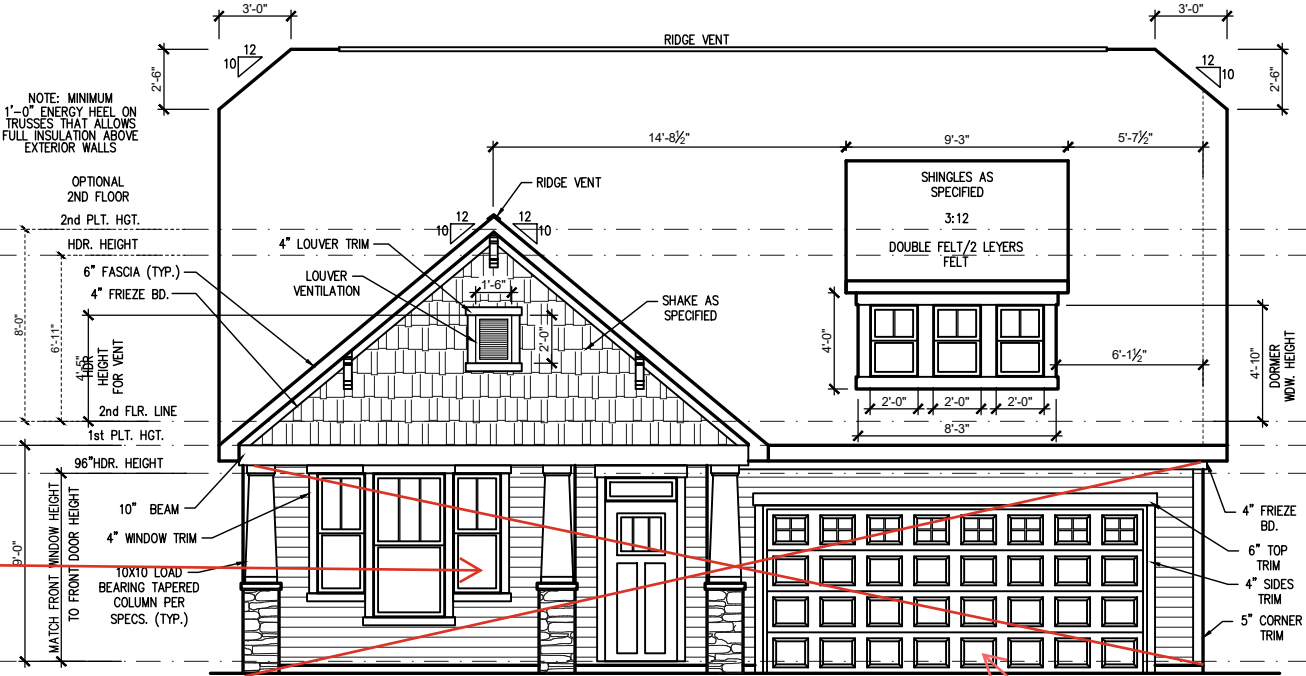 3'-0"
3'-0"
RIDGE VENT
12
10
12
10
2'-6"
2'-6"
NOTE: MINIMUM
1'-0" ENERGY HEEL ON
TRUSSES THAT ALLOWS
FULL INSULATION ABOVE
EXTERIOR WALLS
14'-8½"
9'-3"
5'-7½"
OPTIONAL
2ND FLOOR
RIDGE VENT
SHINGLES AS
SPECIFIED
3:12
DOUBLE FELT/2 LEYERS
FELT
2nd PLT. HGT.
12
10
12
10
HDR. HEIGHT
4" LOUVER TRIM
6" FASCIA (TYP.)
LOUVER
VENTILATION
1'-6"
4" FRIEZE BD.
SHAKE AS
SPECIFIED
8'-0"
6'-11"
HDR
HEIGHT
FOR VENT
2'-0"
4'-0"
6'-1½"
4'-10"
DORMER
WDW. HEIGHT
2nd FLR. LINE
2'-0"
2'-0"
2'-0"
8'-3"
1st PLT. HGT.
96"HDR. HEIGHT
10" BEAM
4" WINDOW TRIM
9'-0"
MATCH FRONT WINDOW HEIGHT
TO FRONT DOOR HEIGHT
10X10 LOAD
BEARING TAPERED
COLUMN PER
SPECS. (TYP.)
4" FRIEZE
BD.
6" TOP
TRIM
4" SIDES
TRIM
5" CORNER
TRIM